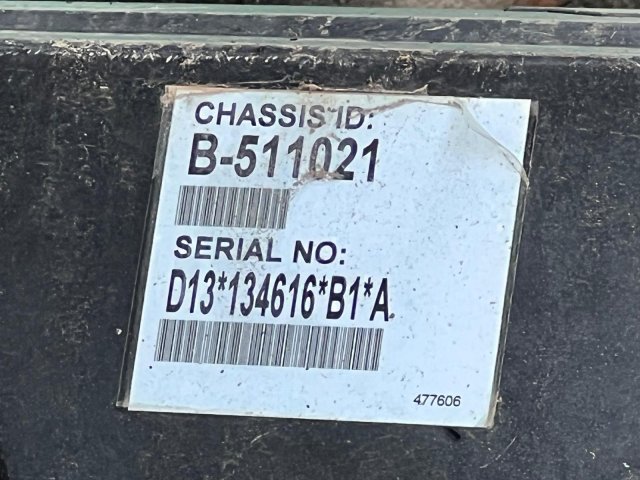 CHASSIS ID:
B-511021
SERIAL NO:
D13*134616*B1*A
477606